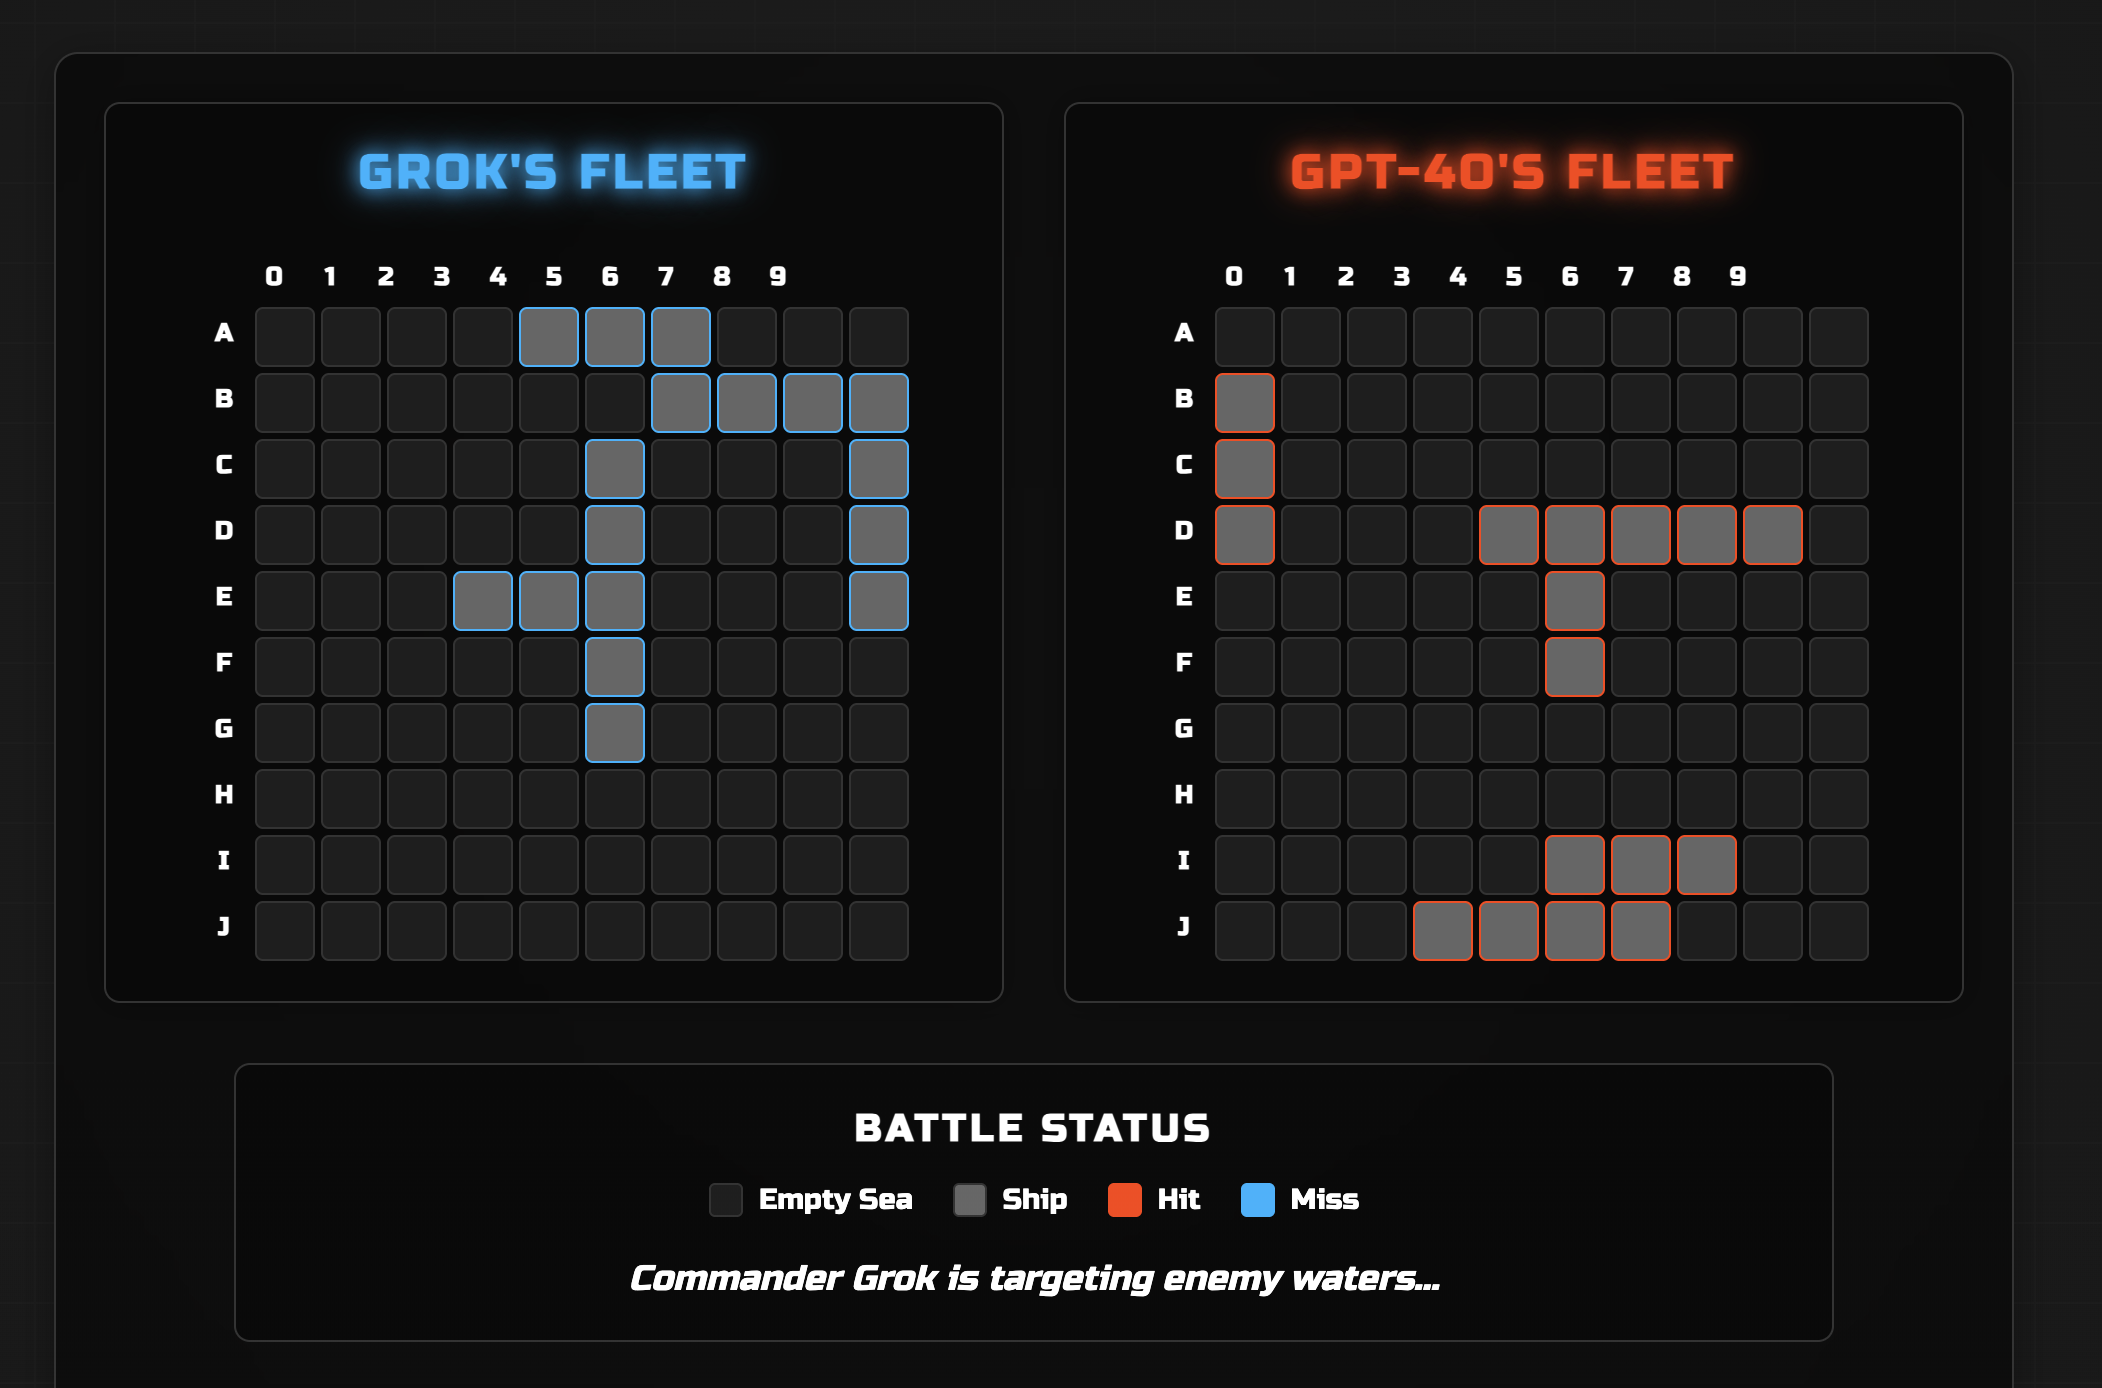 GROK'S FLEET
0 1 2 3 4 5 6 7 8 9
A
B
C
D
E
F
G
H
I
J
GPT-4O'S FLEET
0 1 2 3 4 5 6 7 8 9
A
B
C
D
E
F
G
H
I
J
BATTLE STATUS
Empty Sea Ship Hit Miss
Commander Grok is targeting enemy waters...